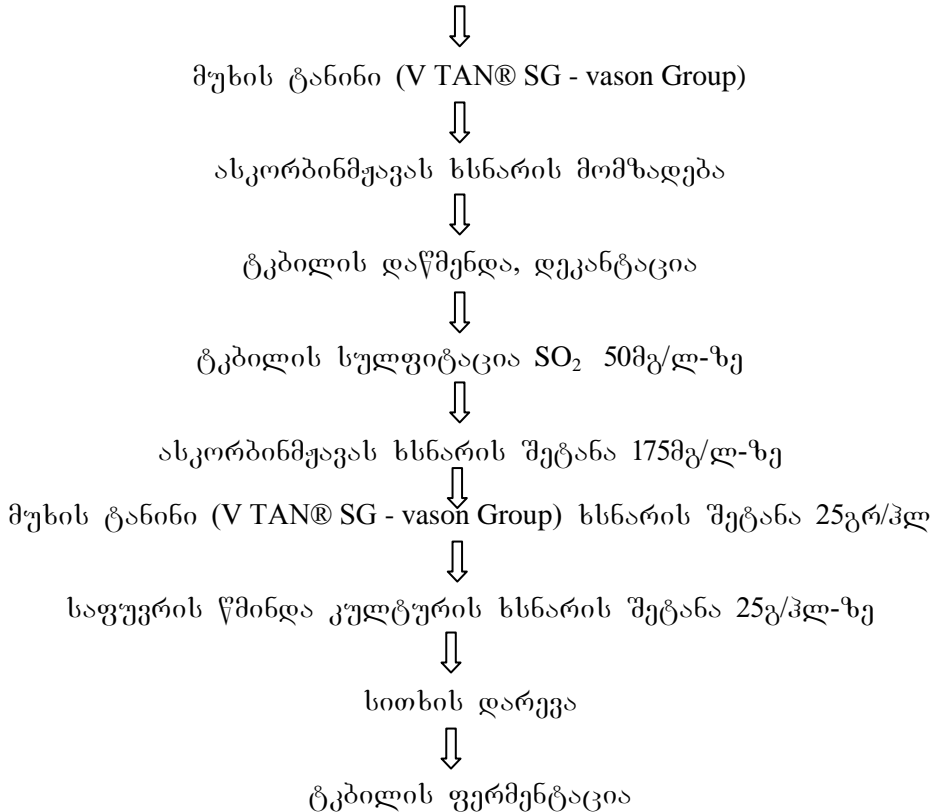 მუხის ტანინი (V TAN® SG - vason Group)
ასკორბინმჟავას ხსნარის მომზადება
ტკბილის დაწმენდა, დეკანტაცია
ტკბილის სულფიტაცია SO₂ 50მგ/ლ-ზე
ასკორბინმჟავას ხსნარის შეტანა 175მგ/ლ-ზე
მუხის ტანინი (V TAN® SG - vason Group) ხსნარის შეტანა 25გრ/ჰლ
საფუვრის წმინდა კულტურის ხსნარის შეტანა 25გ/ჰლ-ზე
სითხის დარევა
ტკბილის ფერმენტაცია